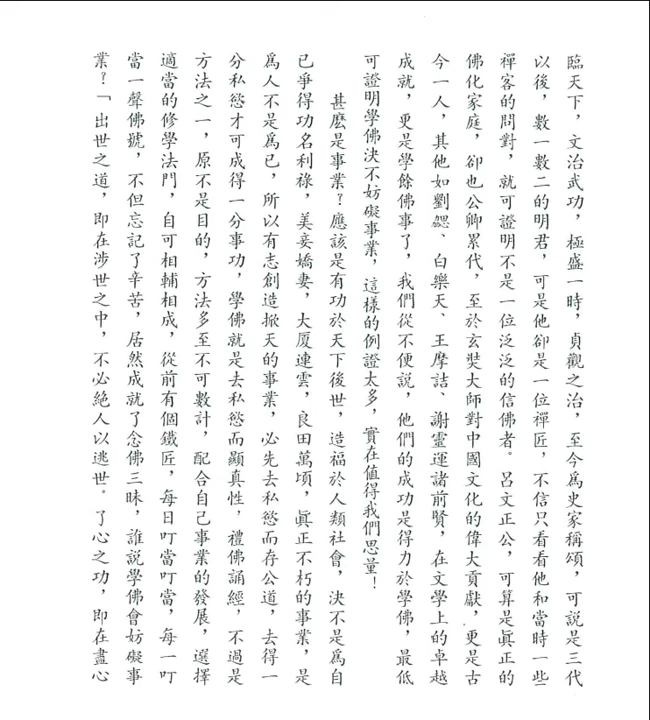 臨天下，文治武功，極盛一時，貞觀之治，至今爲史家稱頌，可說是三代
以後，數一數二的明君，可是他卻是一位禪匠，不信只看看他和當時一些
禪客的問對，就可證明不是一位泛泛的信佛者。呂文正公，可算是眞正的
佛化家庭，卻也公卿累代，至於玄奘大師對中國文化的偉大貢獻，更是古
今一人，其他如劉勰、白樂天、王摩詰、謝靈運諸前賢，在文學上的卓越
成就，更是學餘佛事了，我們從不便說，他們的成功是得力於學佛，最低
可證明學佛決不妨礙事業，這樣的例證太多，實在値得我們思量！
甚麼是事業？應該是有功於天下後世，造福於人類社會，決不是為自
已爭得功名利祿，美妾嬌妻，大厦連雲，良田萬頃，眞正不朽的事業，是
爲人不是爲已，所以有志創造掀天的事業，必先去私慾而存公道，去得一
分私慾才可成得一分事功，學佛就是去私慾而顯真性，禮佛誦經，不過是
方法之一，原不是目的，方法多至不可數計，配合自己事業的發展，選擇
適當的修學法門，自可相輔相成，從前有個鐵匠，每日叮當叮當，每一叮
當一聲佛號，不但忘記了辛苦，居然成就了念佛三昧，誰說學佛會妨礙事
業？「出世之道，即在涉世之中，不必絕人以逃世。了心之功，即在盡心